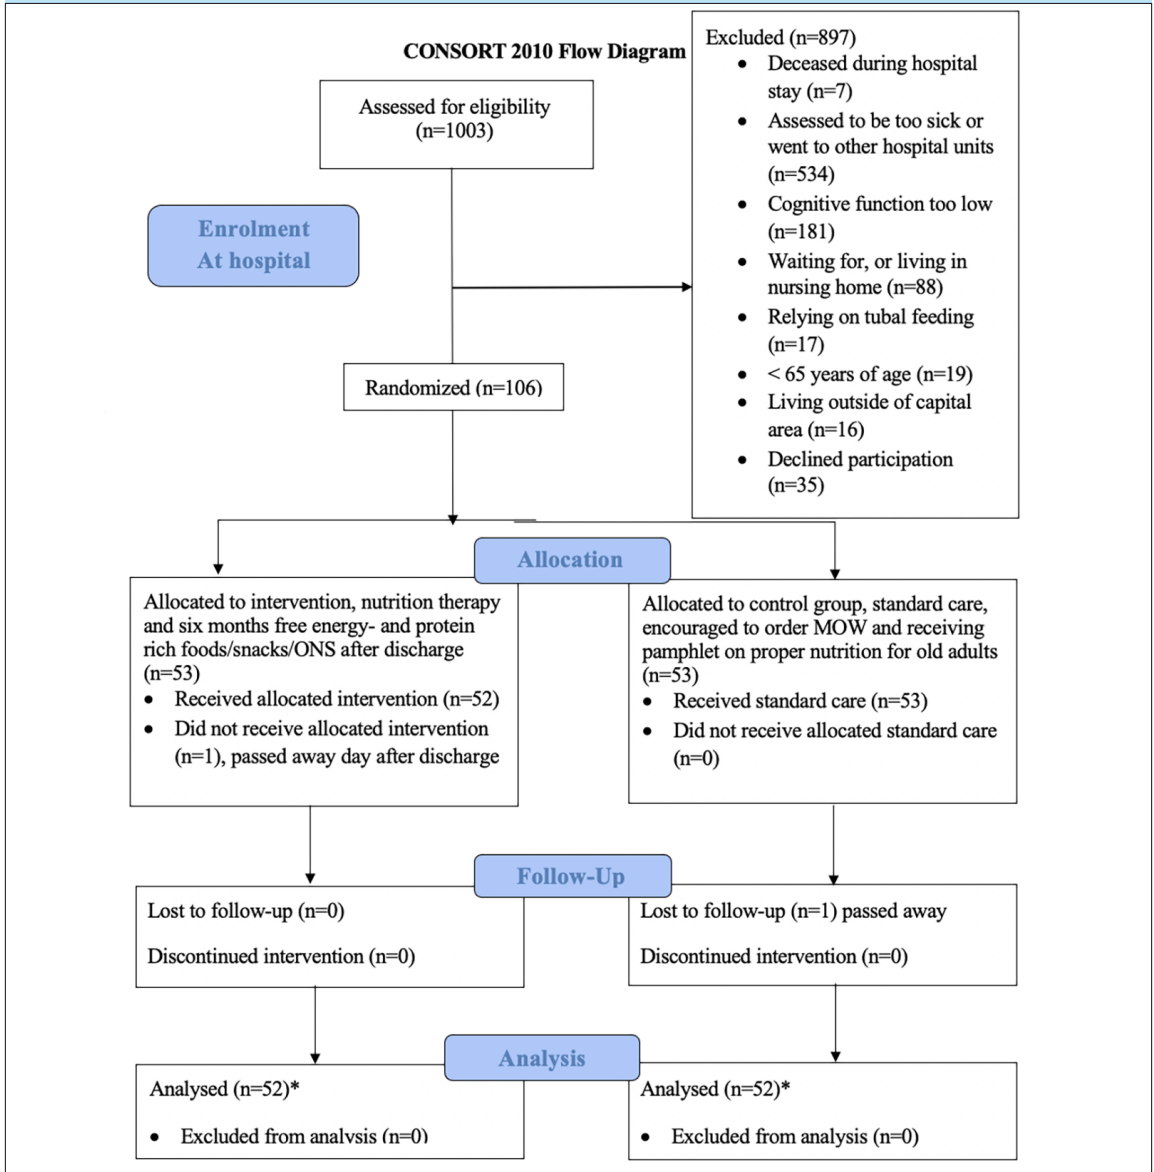 CONSORT 2010 Flow Diagram
Assessed for eligibility
(n=1003)
Excluded (n=897)
• Deceased during hospital
stay (n=7)
• Assessed to be too sick or
went to other hospital units
(n=534)
• Cognitive function too low
(n=181)
• Waiting for, or living in
nursing home (n=88)
• Relying on tubal feeding
(n=17)
• < 65 years of age (n=19)
• Living outside of capital
area (n=16)
• Declined participation
(n=35)
Enrolment
At hospital
Randomized (n=106)
Allocation
Allocated to intervention, nutrition therapy
and six months free energy- and protein
rich foods/snacks/ONS after discharge
(n=53)
• Received allocated intervention (n=52)
• Did not receive allocated intervention
(n=1), passed away day after discharge
Allocated to control group, standard care,
encouraged to order MOW and receiving
pamphlet on proper nutrition for old adults
(n=53)
• Received standard care (n=53)
• Did not receive allocated standard care
(n=0)
Follow-Up
Lost to follow-up (n=0)
Discontinued intervention (n=0)
Lost to follow-up (n=1) passed away
Discontinued intervention (n=0)
Analysis
Analysed (n=52)*
• Excluded from analysis (n=0)
Analysed (n=52)*
• Excluded from analysis (n=0)